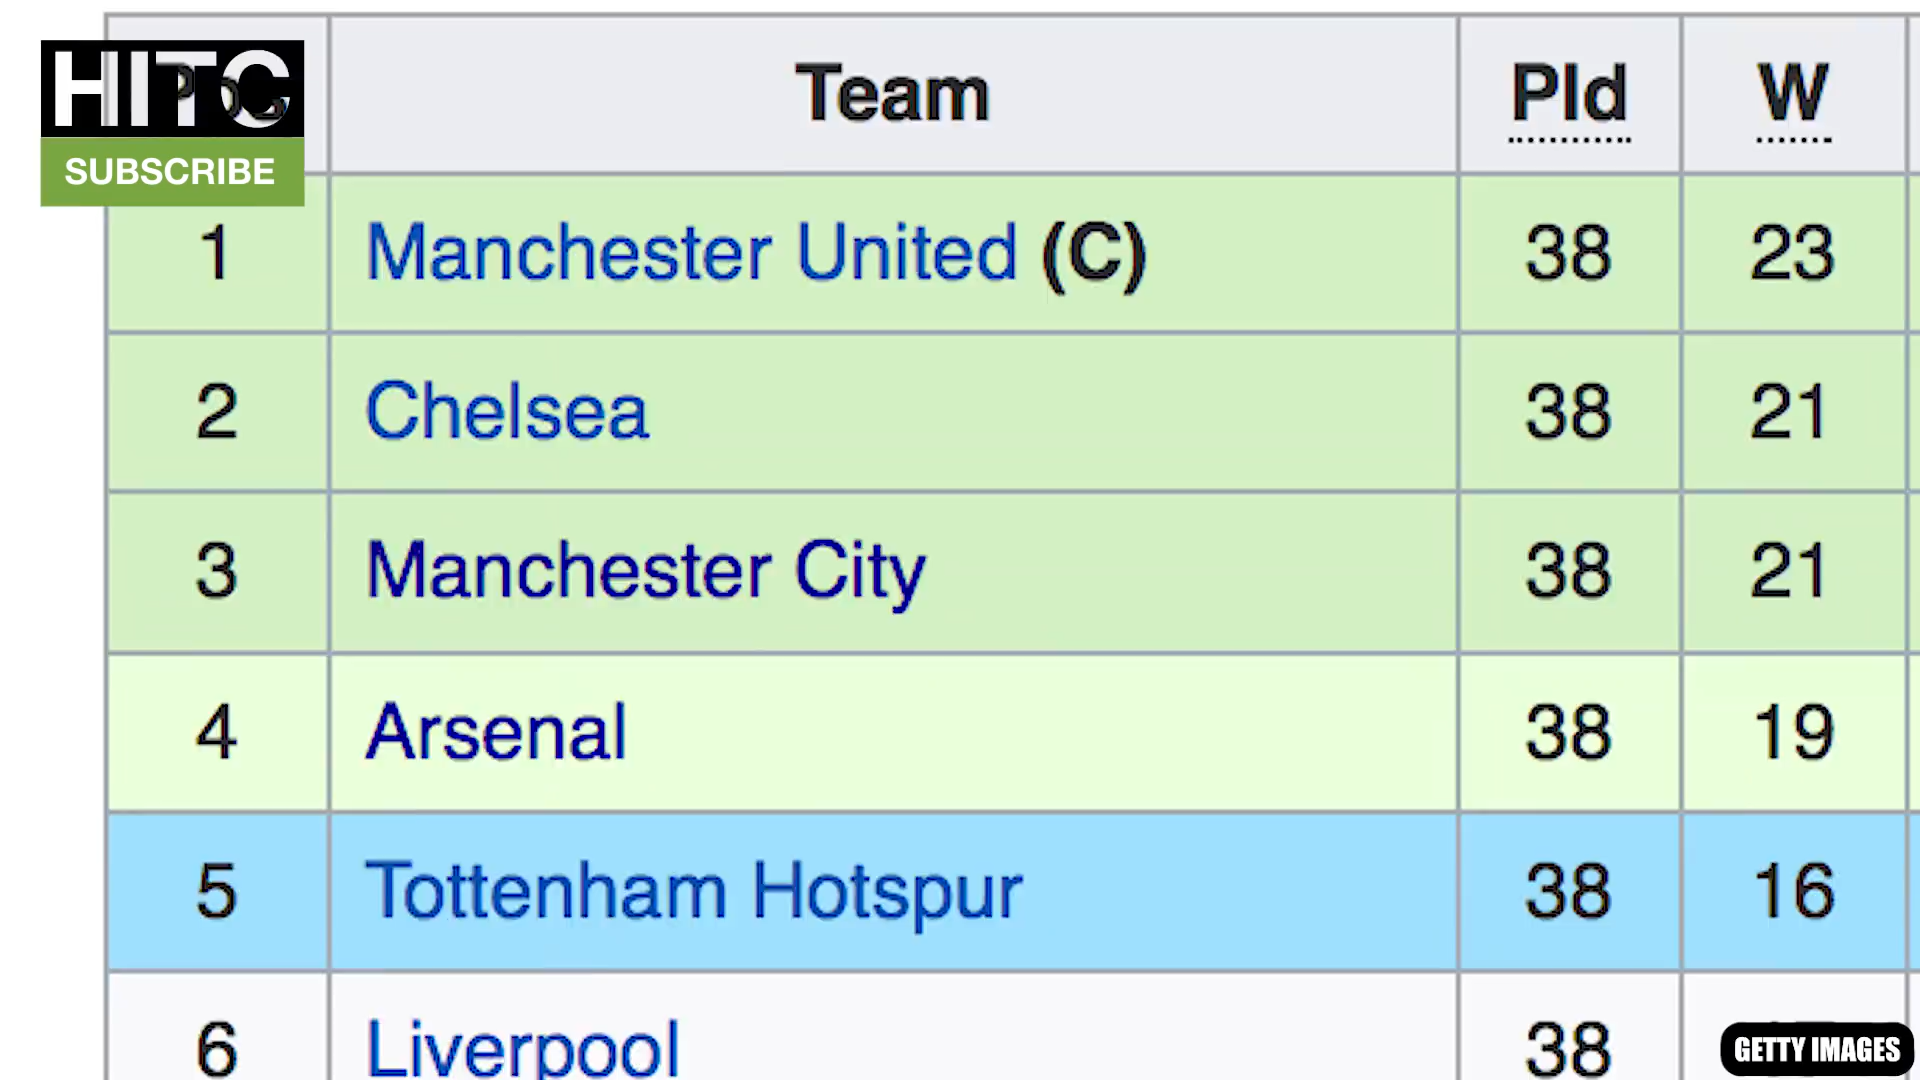 HITC
SUBSCRIBE
Pos Team Pld W
1 Manchester United (C) 38 23
2 Chelsea 38 21
3 Manchester City 38 21
4 Arsenal 38 19
5 Tottenham Hotspur 38 16
6 Liverpool 38
GETTY IMAGES